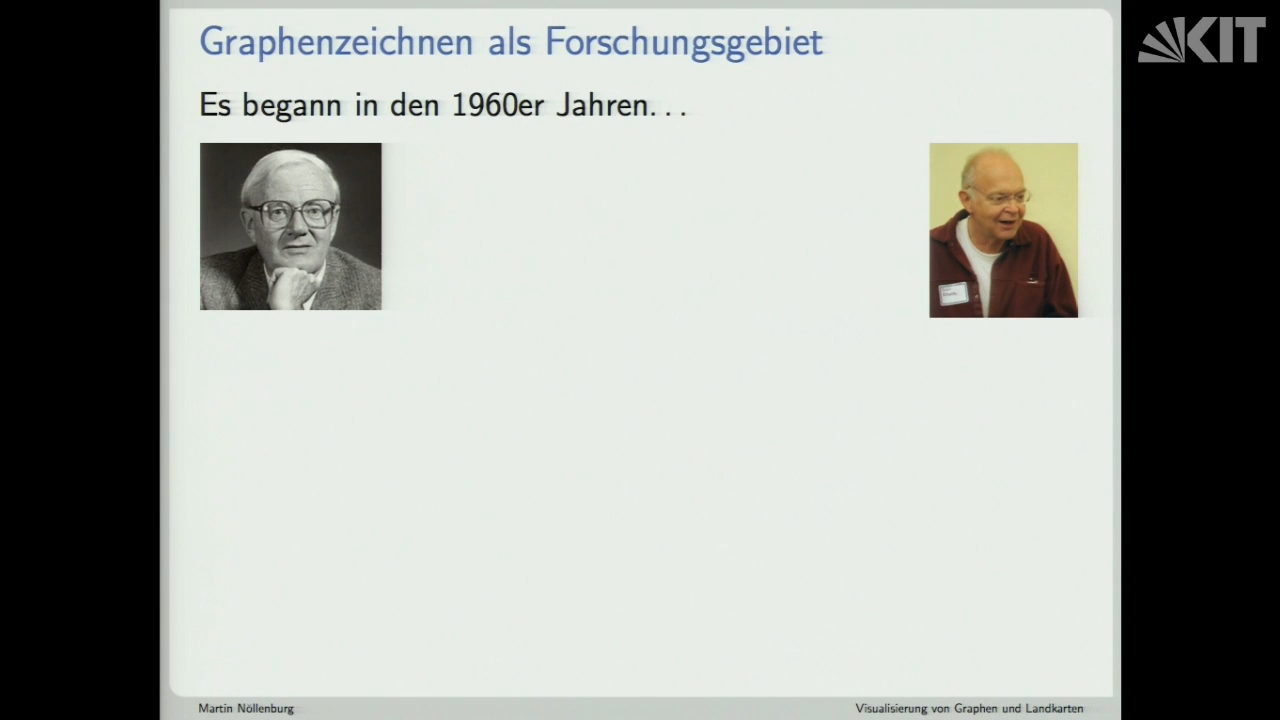 Graphenzeichnen als Forschungsgebiet
KIT
Es begann in den 1960er Jahren...
Martin Nöllenburg
Visualisierung von Graphen und Landkarten